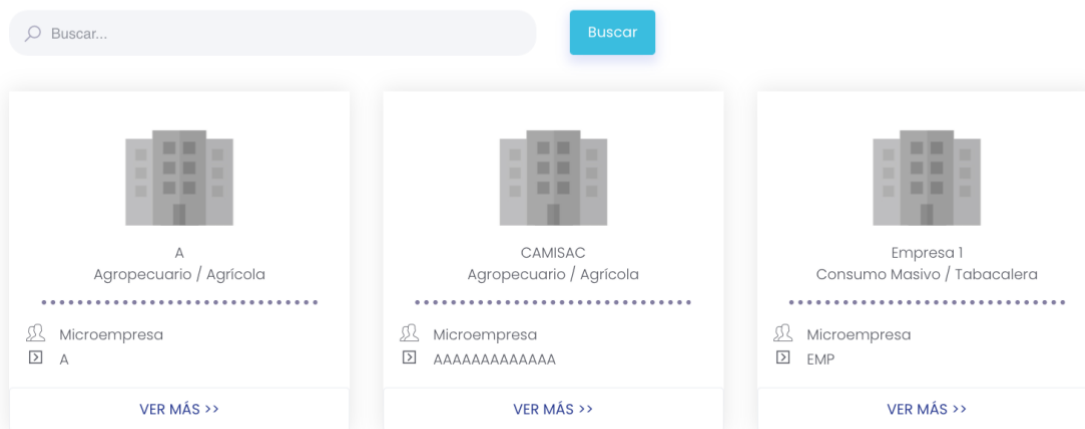 Buscar...
Buscar
A
Agropecuario / Agrícola
Microempresa
A
VER MÁS >>
CAMISAC
Agropecuario / Agrícola
Microempresa
AAAAAAAAAAAAA
VER MÁS >>
Empresa 1
Consumo Masivo / Tabacalera
Microempresa
EMP
VER MÁS >>